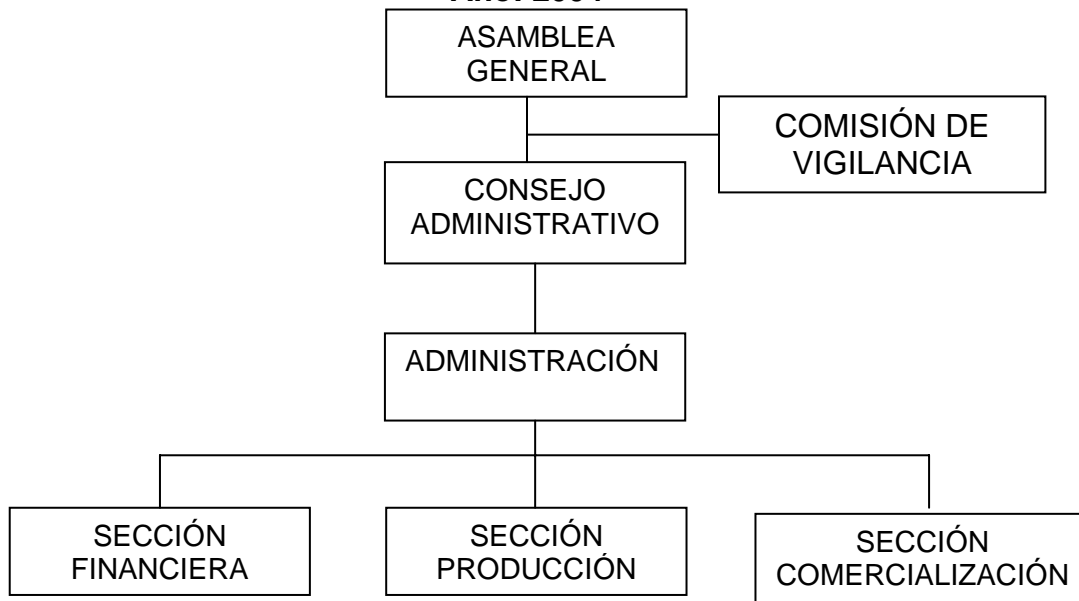 ASAMBLEA
GENERAL
COMISIÓN DE
VIGILANCIA
CONSEJO
ADMINISTRATIVO
ADMINISTRACIÓN
SECCIÓN
FINANCIERA
SECCIÓN
PRODUCCIÓN
SECCIÓN
COMERCIALIZACIÓN